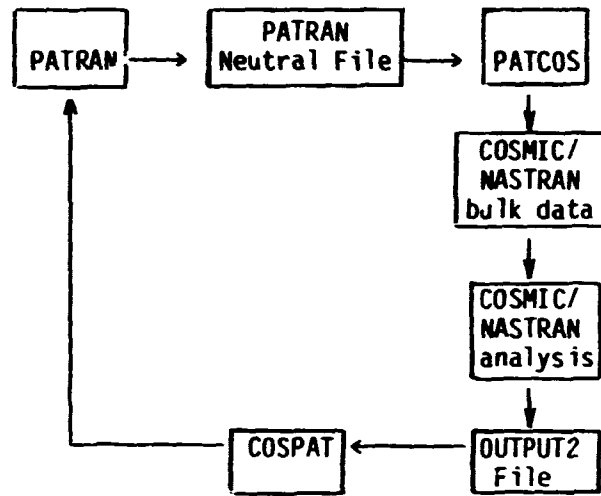 PATRAN
PATRAN
Neutral File
PATCOS
COSMIC/
NASTRAN
bulk data
COSMIC/
NASTRAN
analysis
OUTPUT2
File
COSPAT